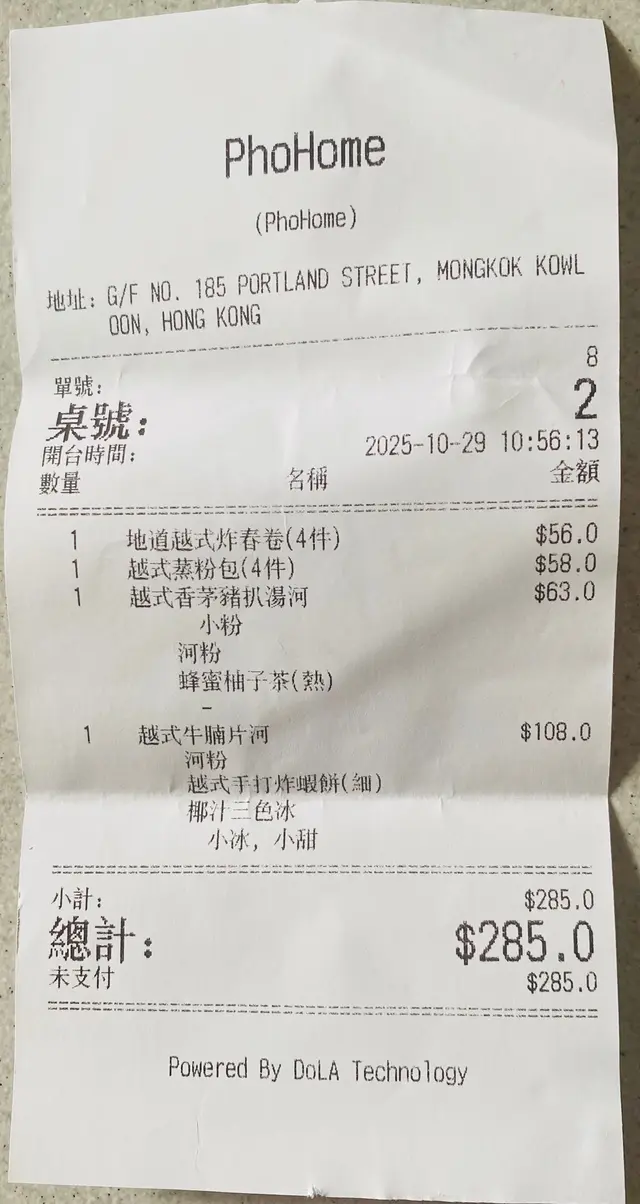 PhoHome
(PhoHome)
地址: G/F NO. 185 PORTLAND STREET, MONGKOK KOWL
OON, HONG KONG
單號: 8
桌號: 2
開台時間: 2025-10-29 10:56:13
數量 名稱 金額
1 地道越式炸春卷(4件) $56.0
1 越式蒸粉包(4件) $58.0
1 越式香茅豬扒湯河 $63.0
小粉
河粉
蜂蜜柚子茶(熱)
-
1 越式牛腩片河 $108.0
河粉
越式手打炸蝦餅(細)
椰汁三色冰
小冰, 小甜
小計: $285.0
總計: $285.0
未支付 $285.0
Powered By DoLA Technology